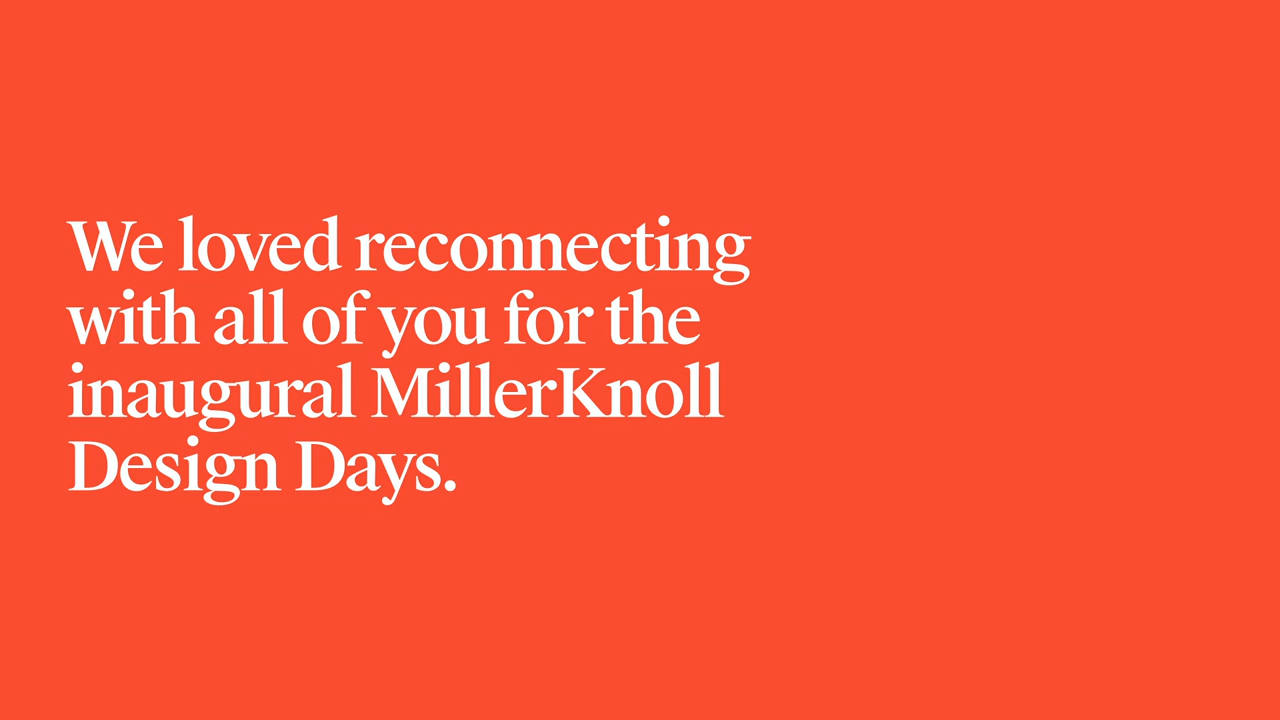 We loved reconnecting
with all of you for the
inaugural MillerKnoll
Design Days.